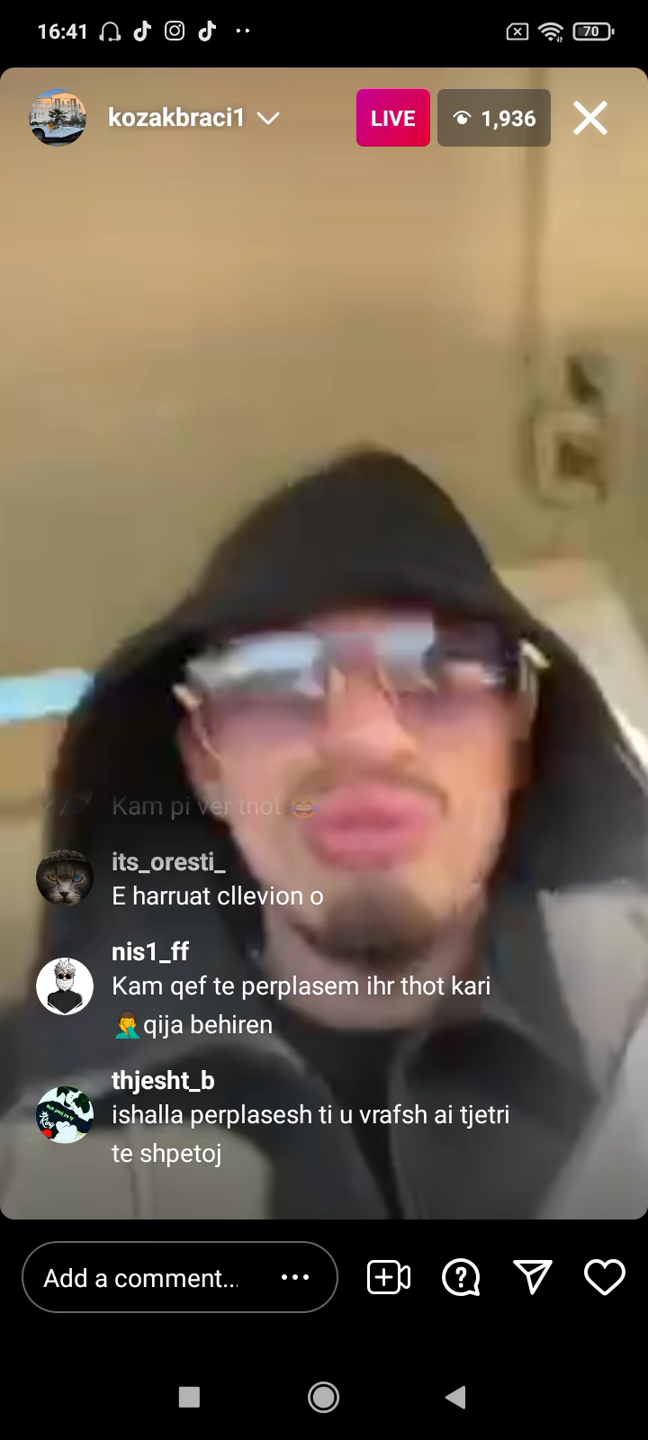 16:41
70
kozakbraci1
LIVE
1,936
Kam pi ver thot 😂
its_oresti_
E harruat cllevion o
nis1_ff
Kam qef te perplasem ihr thot kari
🤦‍♂️qija behiren
thjesht_b
ishalla perplasesh ti u vrafsh ai tjetri
te shpetoj
Add a comment...